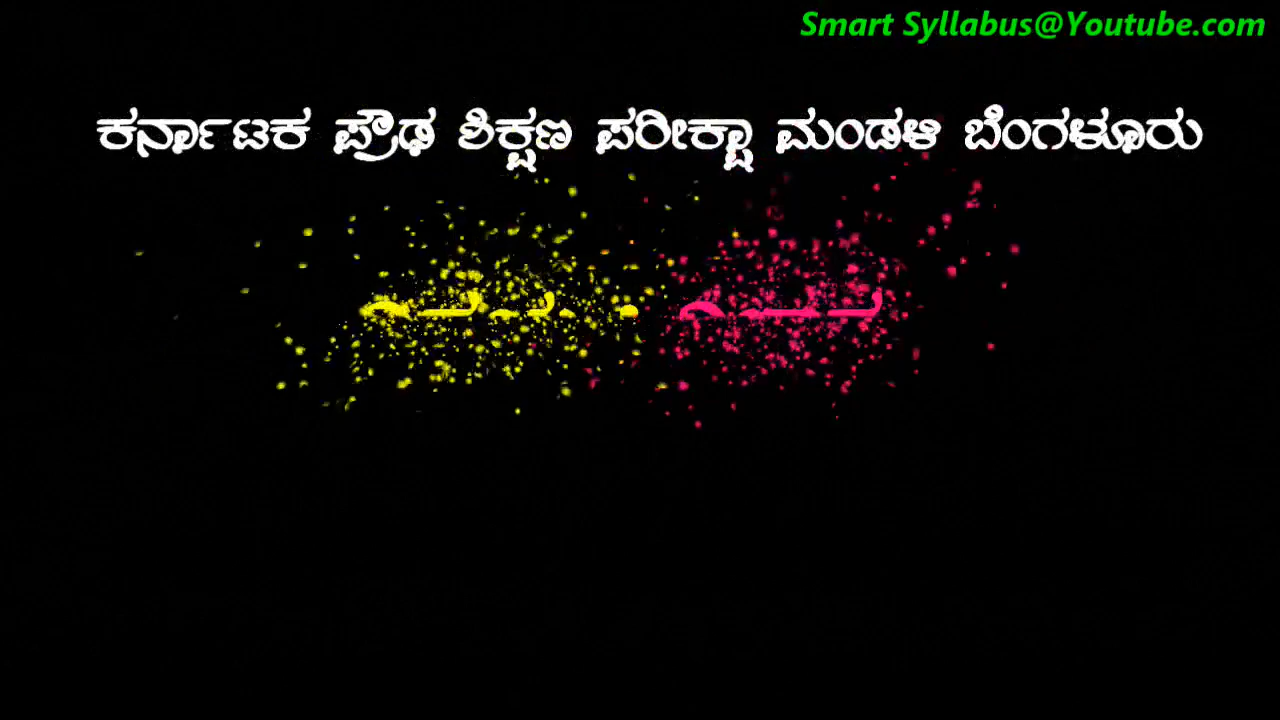 Smart Syllabus@Youtube.com
ಕರ್ನಾಟಕ ಪ್ರೌಢ ಶಿಕ್ಷಣ ಪರೀಕ್ಷಾ ಮಂಡಳಿ ಬೆಂಗಳೂರು